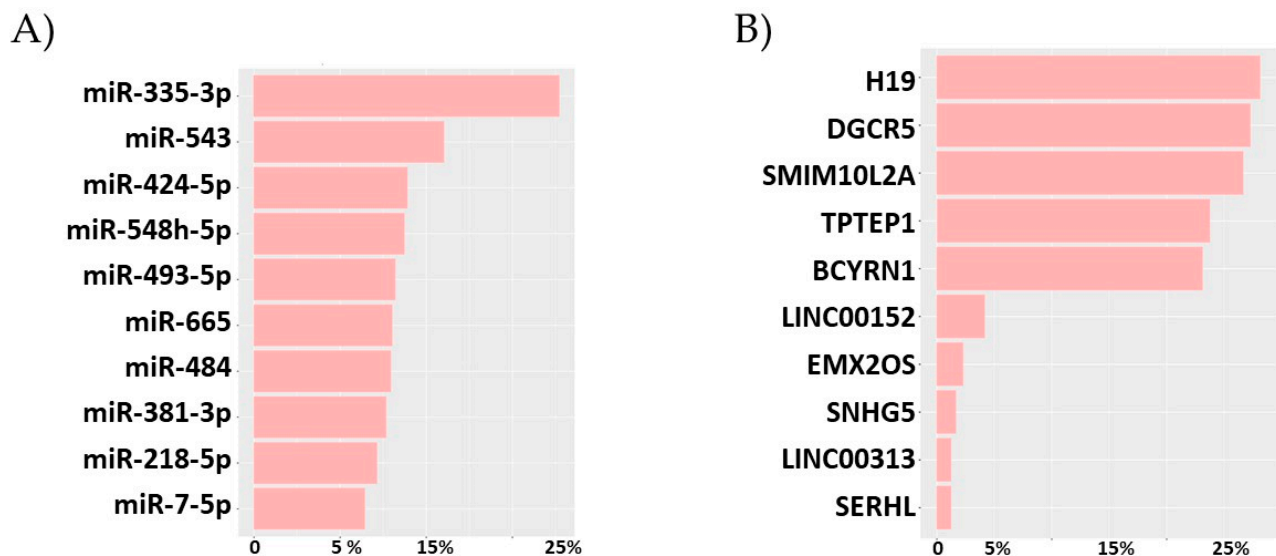 A)
miR-335-3p
miR-543
miR-424-5p
miR-548h-5p
miR-493-5p
miR-665
miR-484
miR-381-3p
miR-218-5p
miR-7-5p
0 5 % 15% 25%
B)
H19
DGCR5
SMIM10L2A
TPTEP1
BCYRN1
LINC00152
EMX2OS
SNHG5
LINC00313
SERHL
0 5% 15% 25%